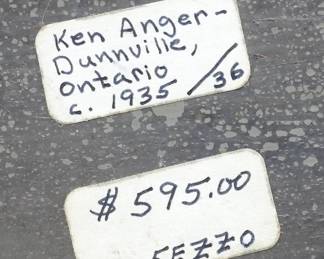 Ken Anger-
Dunnville,
Ontario
c. 1935/36
$ 595.00